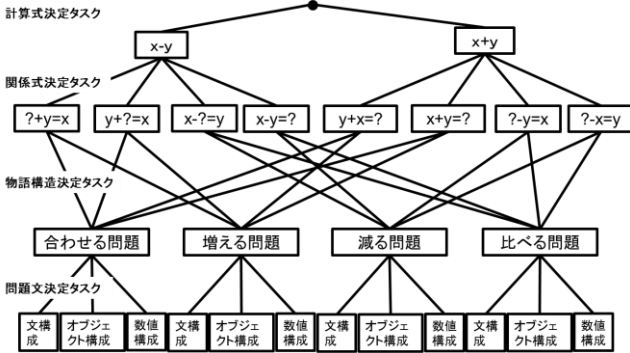 計算式決定タスク
x-y
x+y
関係式決定タスク
?+y=x
y+?=x
x-?=y
x-y=?
y+x=?
x+y=?
?-y=x
?-x=y
物語構造決定タスク
合わせる問題
増える問題
減る問題
比べる問題
問題文決定タスク
文構
成
オブジェ
クト構成
数値
構成
文構
成
オブジェ
クト構成
数値
構成
文構
成
オブジェ
クト構成
数値
構成
文構
成
オブジェ
クト構成
数値
構成